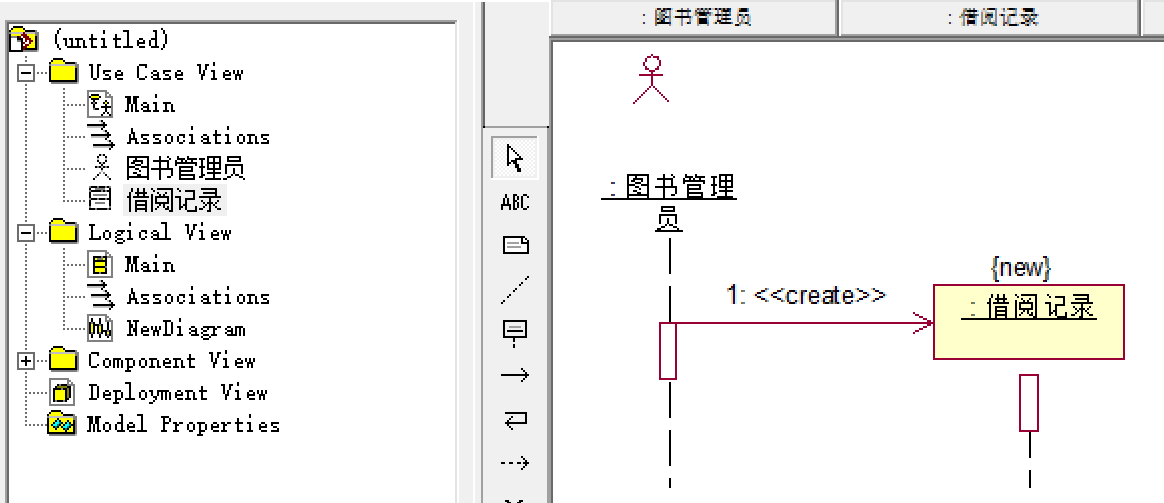 (untitled)
Use Case View
Main
Associations
图书管理员
借阅记录
Logical View
Main
Associations
NewDiagram
Component View
Deployment View
Model Properties
ABC
: 图书管理员
: 借阅记录
: 图书管理
员
1: <<create>>
{new}
: 借阅记录